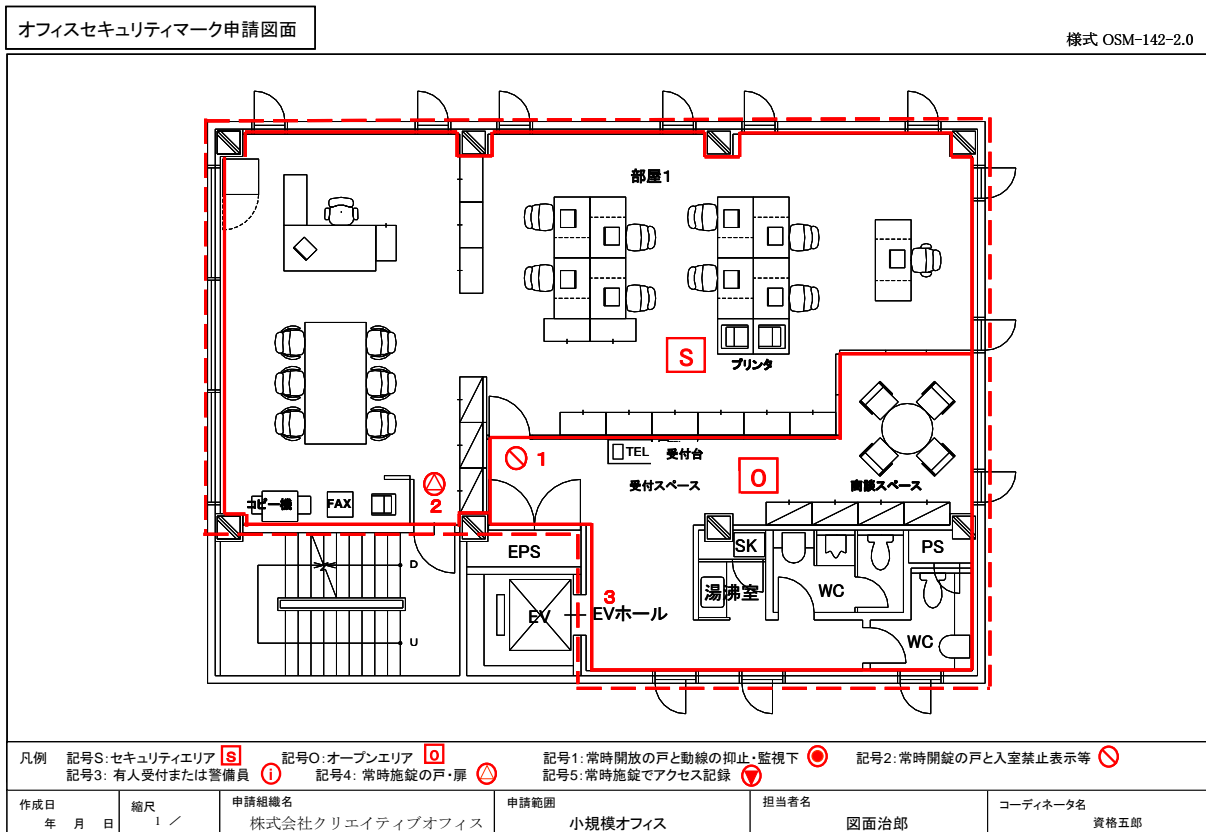 オフィスセキュリティマーク申請図面
様式 OSM-142-2.0
部屋1
S
プリンタ
1
TEL
受付台
O
受付スペース
面談スペース
2
コピー機
FAX
EPS
SK
PS
D
湯沸室
WC
3
EV
EVホール
U
WC
凡例 記号S:セキュリティエリア S 記号O:オープンエリア O 記号1:常時開放の戸と動線の抑止・監視下 記号2:常時開錠の戸と入室禁止表示等
記号3: 有人受付または警備員 i 記号4: 常時施錠の戸・扉 記号5:常時施錠でアクセス記録
作成日
年 月 日
縮尺
1 ／
申請組織名
株式会社クリエイティブオフィス
申請範囲
小規模オフィス
担当者名
図面治郎
コーディネータ名
資格五郎